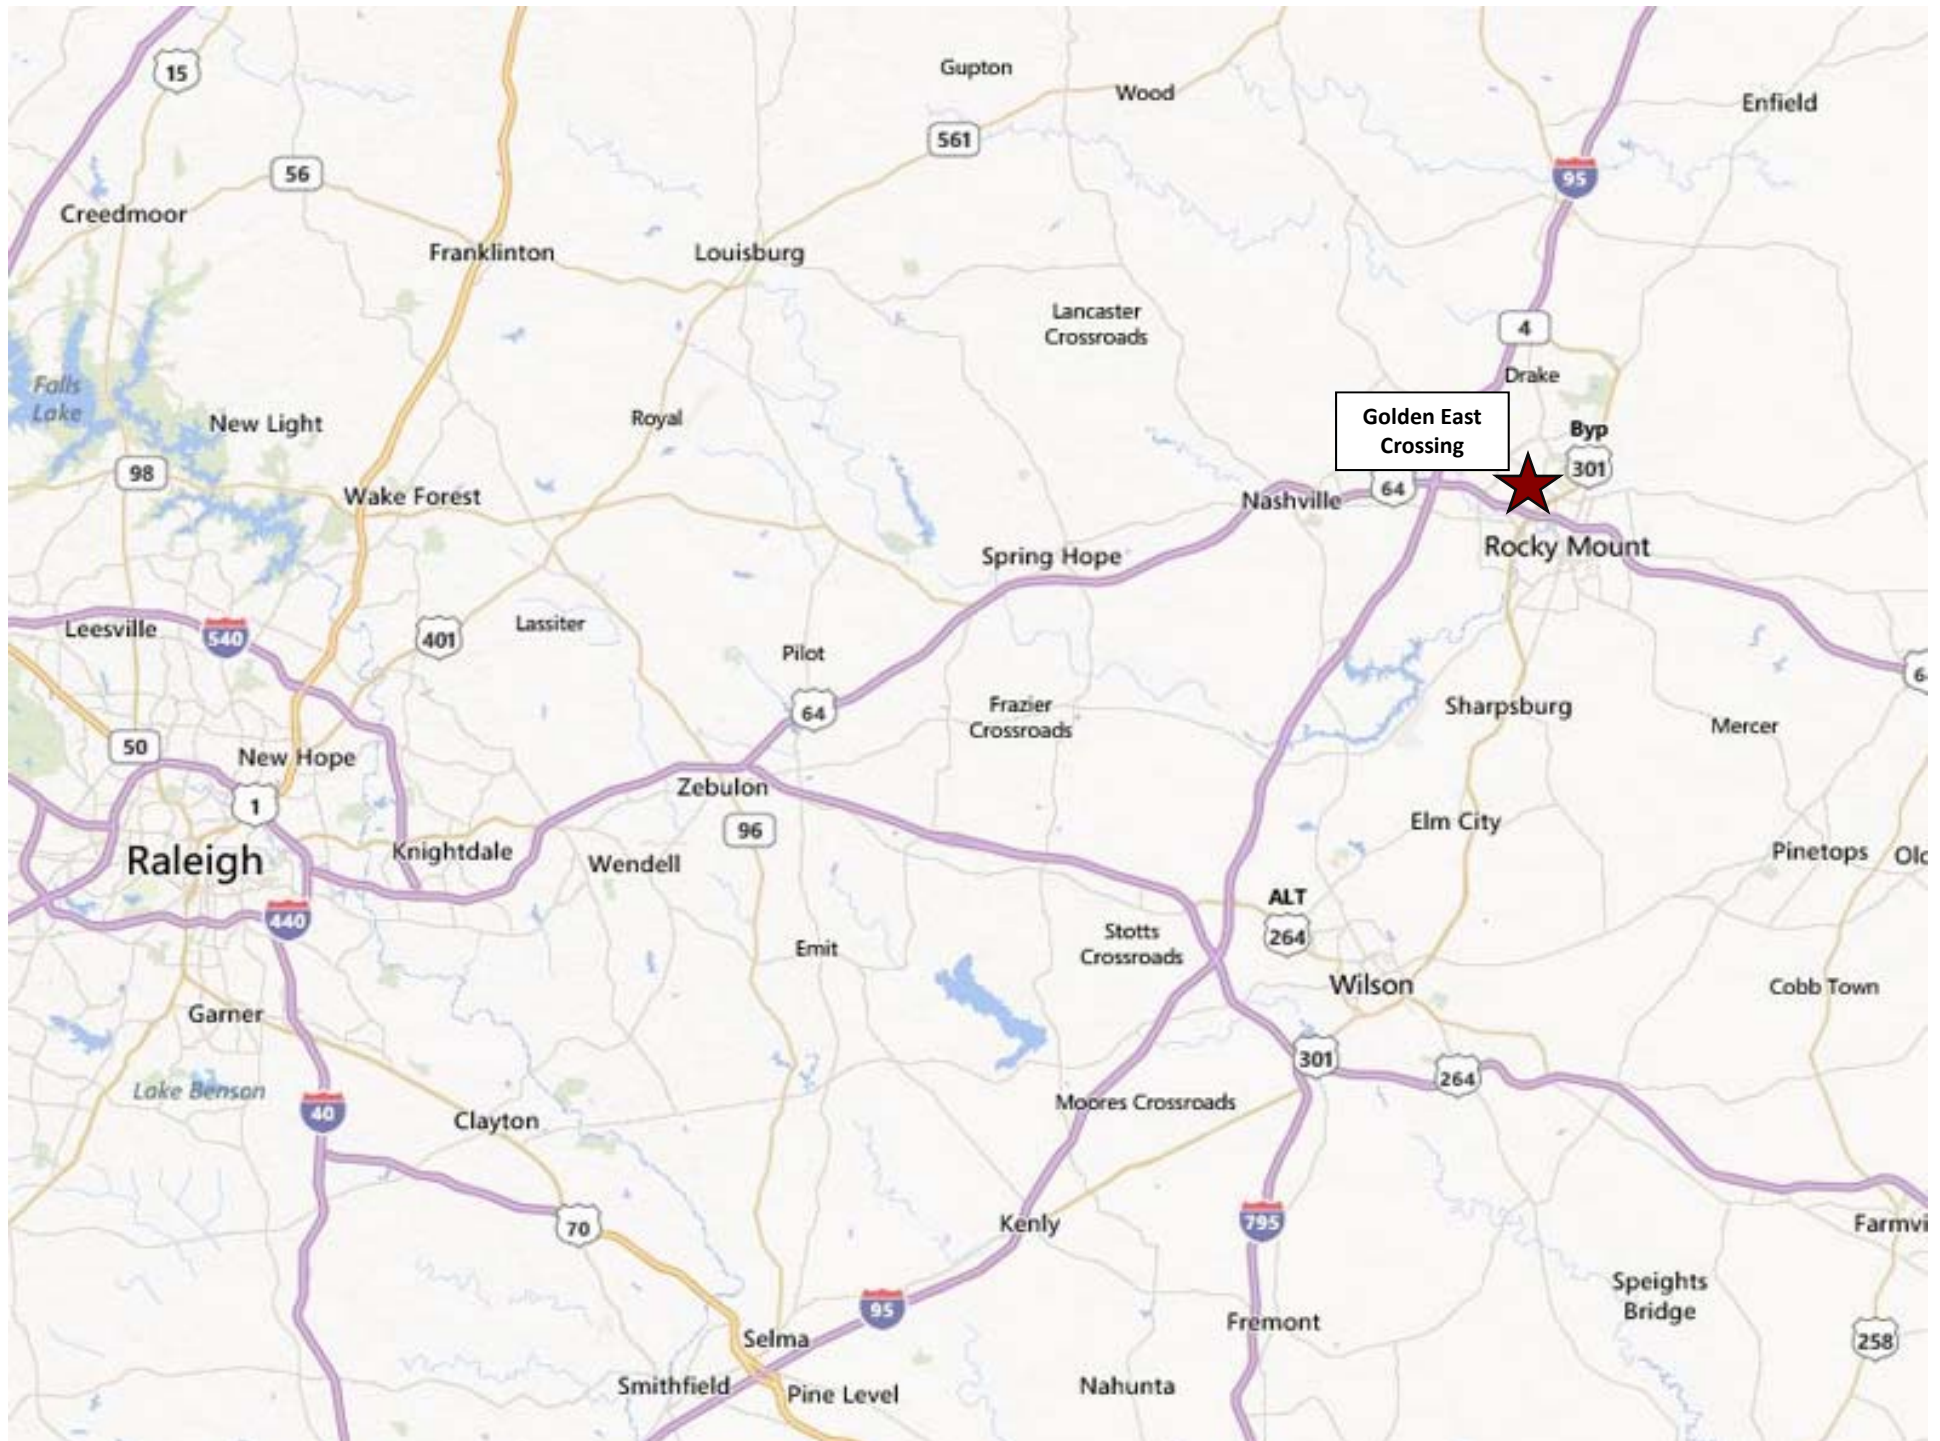 15
Gupton
Wood
Enfield
561
56
95
Creedmoor
Franklinton
Louisburg
Lancaster
Crossroads
4
Drake
Falls
Lake
New Light
Royal
Golden East
Crossing
Byp
301
98
Wake Forest
Nashville
64
Spring Hope
Rocky Mount
Leesville
540
401
Lassiter
Pilot
64
Frazier
Crossroads
Sharpsburg
Mercer
50
New Hope
1
Zebulon
96
Elm City
Raleigh
Knightdale
Wendell
Pinetops
440
Emit
Stotts
Crossroads
ALT
264
Wilson
Cobb Town
Garner
301
264
Lake Benson
40
Clayton
Moores Crossroads
70
Kenly
795
Farmvi
95
Speights
Bridge
Selma
Fremont
258
Smithfield
Pine Level
Nahunta